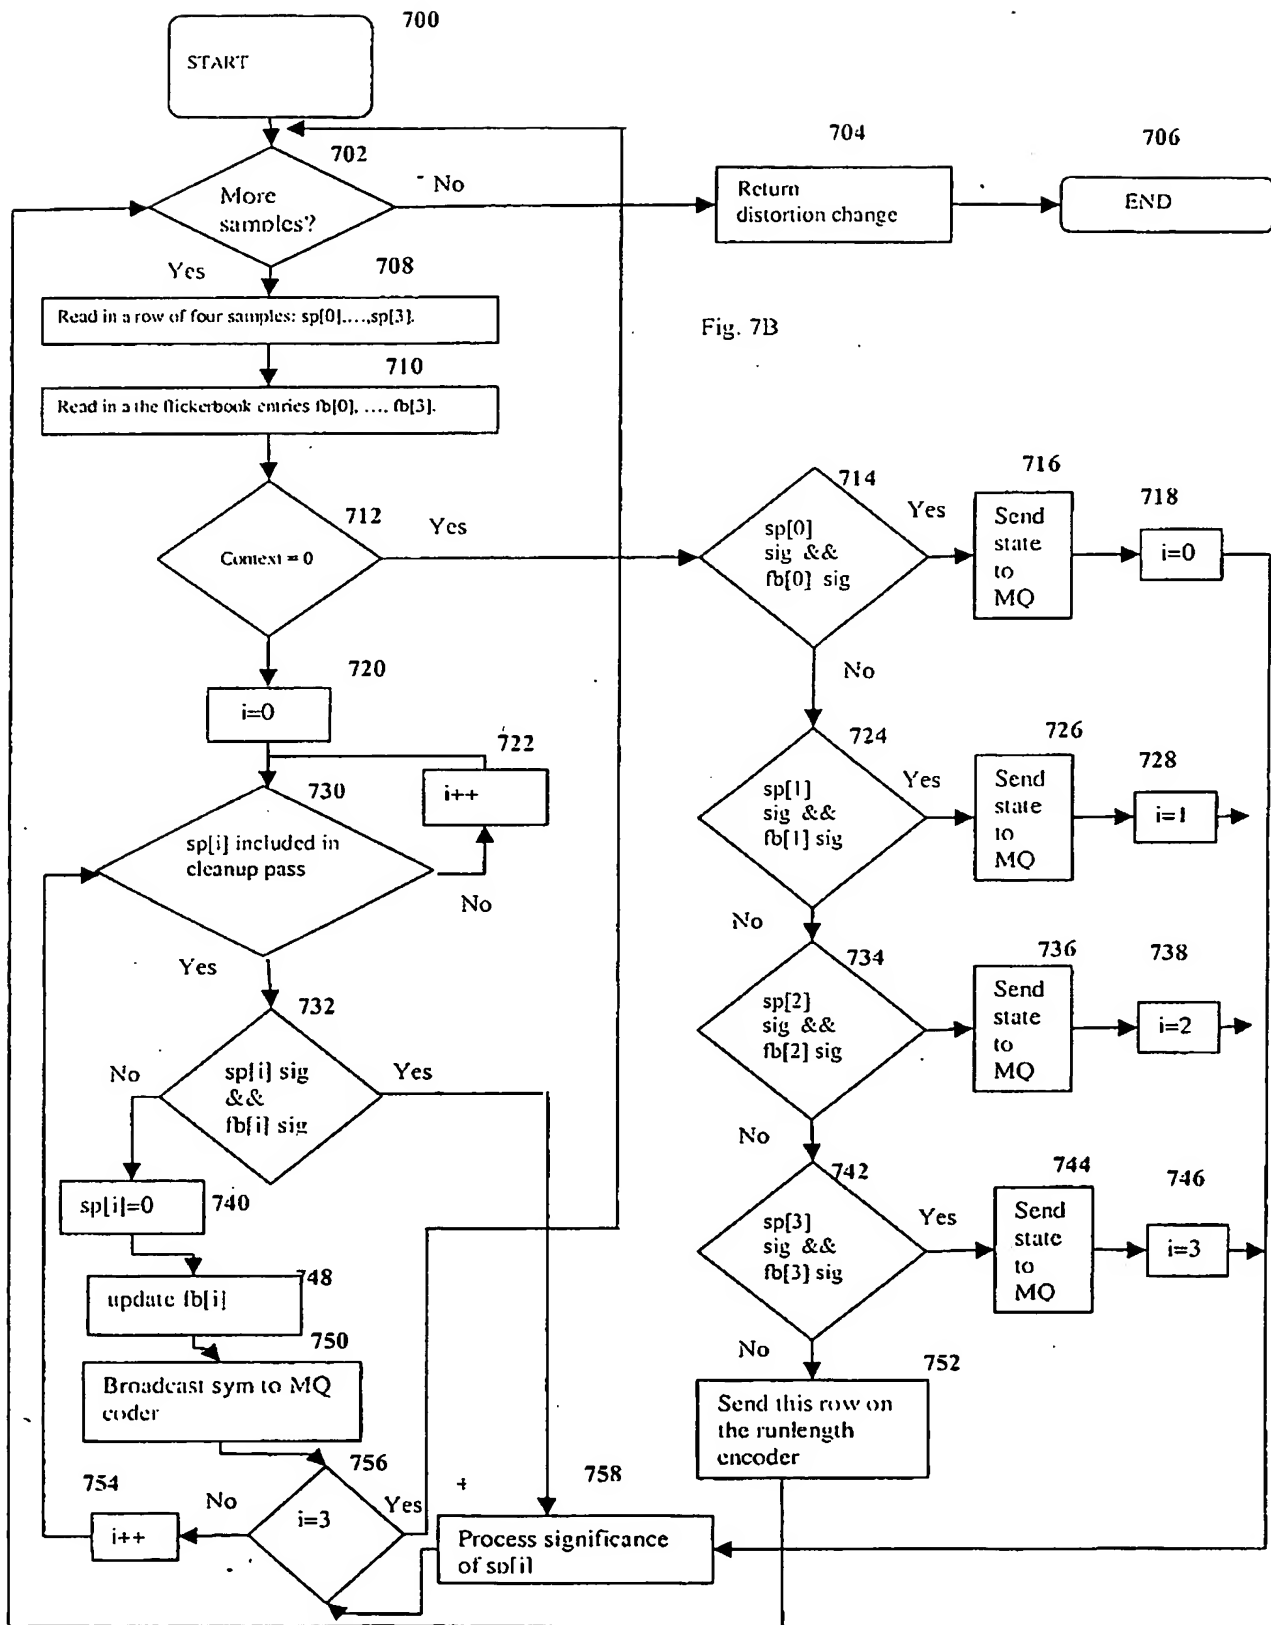 700
START
702
More
samples?
No
704
Return
distortion change
706
END
Yes
708
Read in a row of four samples: sp[0],...,sp[3].
Fig. 7B
710
Read in a the flickerbook entries fb[0], ..., fb[3].
712
Context = 0
Yes
714
sp[0]
sig &&
fb[0] sig
Yes
716
Send
state
to
MQ
718
i=0
No
720
i=0
722
i++
724
sp[1]
sig &&
fb[1] sig
Yes
726
Send
state
to
MQ
728
i=1
No
730
sp[i] included in
cleanup pass
No
Yes
732
sp[i] sig
&&
fb[i] sig
No
Yes
734
sp[2]
sig &&
fb[2] sig
736
Send
state
to
MQ
738
i=2
No
740
sp[i]=0
742
sp[3]
sig &&
fb[3] sig
Yes
744
Send
state
to
MQ
746
i=3
No
748
update fb[i]
750
Broadcast sym to MQ
coder
752
Send this row on
the runlength
encoder
754
i++
No
756
i=3
Yes
758
Process significance
of sp[i]